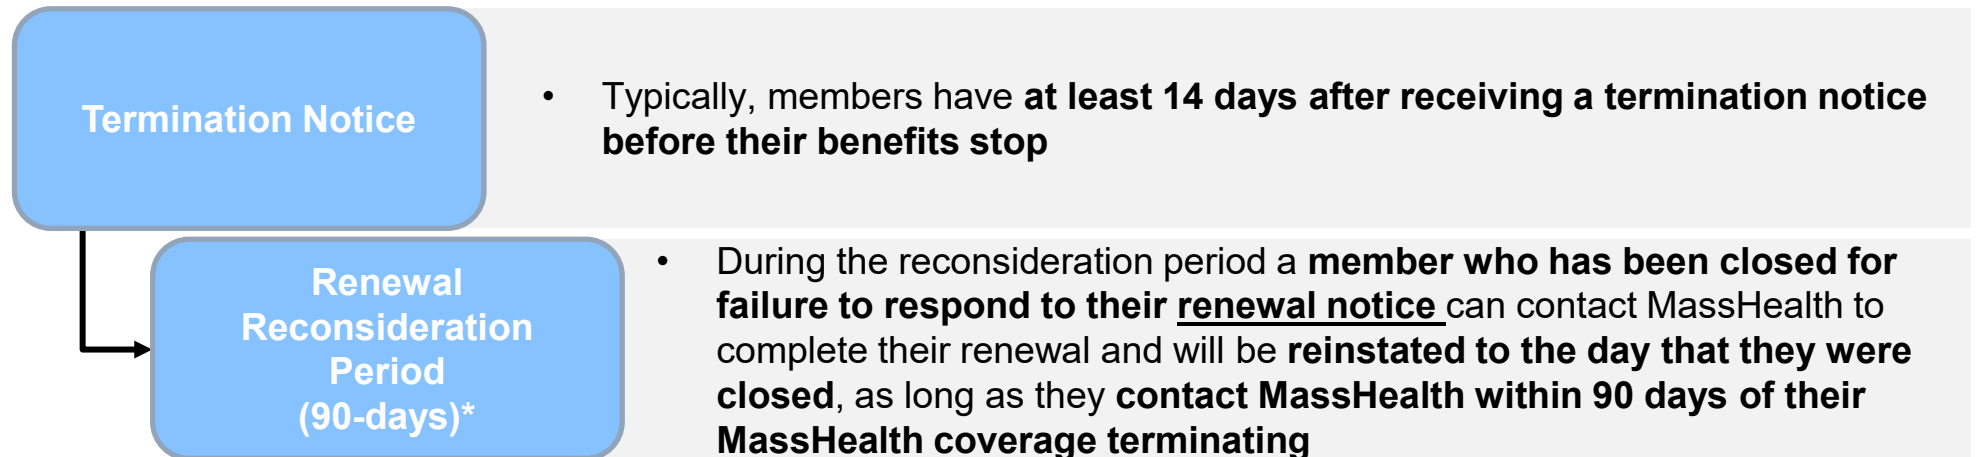 Termination Notice
• Typically, members have at least 14 days after receiving a termination notice
before their benefits stop
Renewal
Reconsideration
Period
(90-days)*
• During the reconsideration period a member who has been closed for
failure to respond to their renewal notice can contact MassHealth to
complete their renewal and will be reinstated to the day that they were
closed, as long as they contact MassHealth within 90 days of their
MassHealth coverage terminating